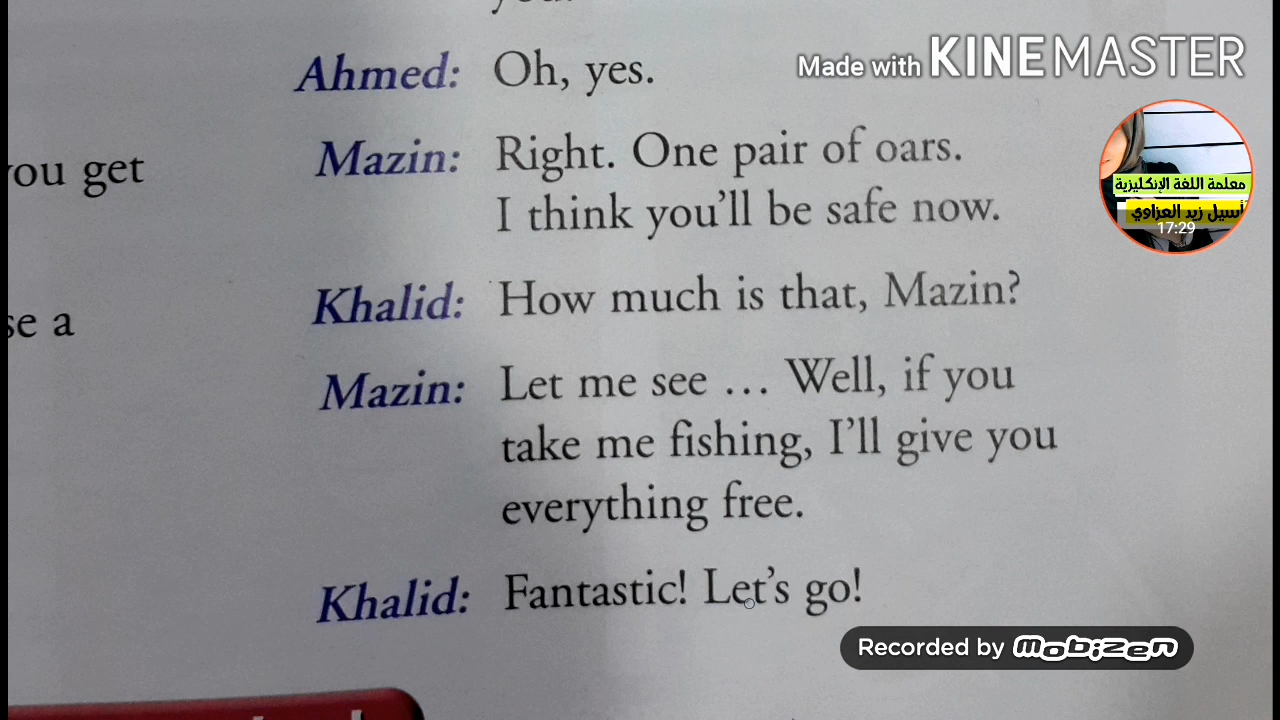 you.
Ahmed: Oh, yes.
Mazin: Right. One pair of oars.
I think you'll be safe now.
Khalid: How much is that, Mazin?
Mazin: Let me see … Well, if you
take me fishing, I'll give you
everything free.
Khalid: Fantastic! Let's go!
you get
se a
Made with KINEMASTER
معلمة اللغة الإنكليزية
أسيل زيد العزاوي
17:29
Recorded by mobizen